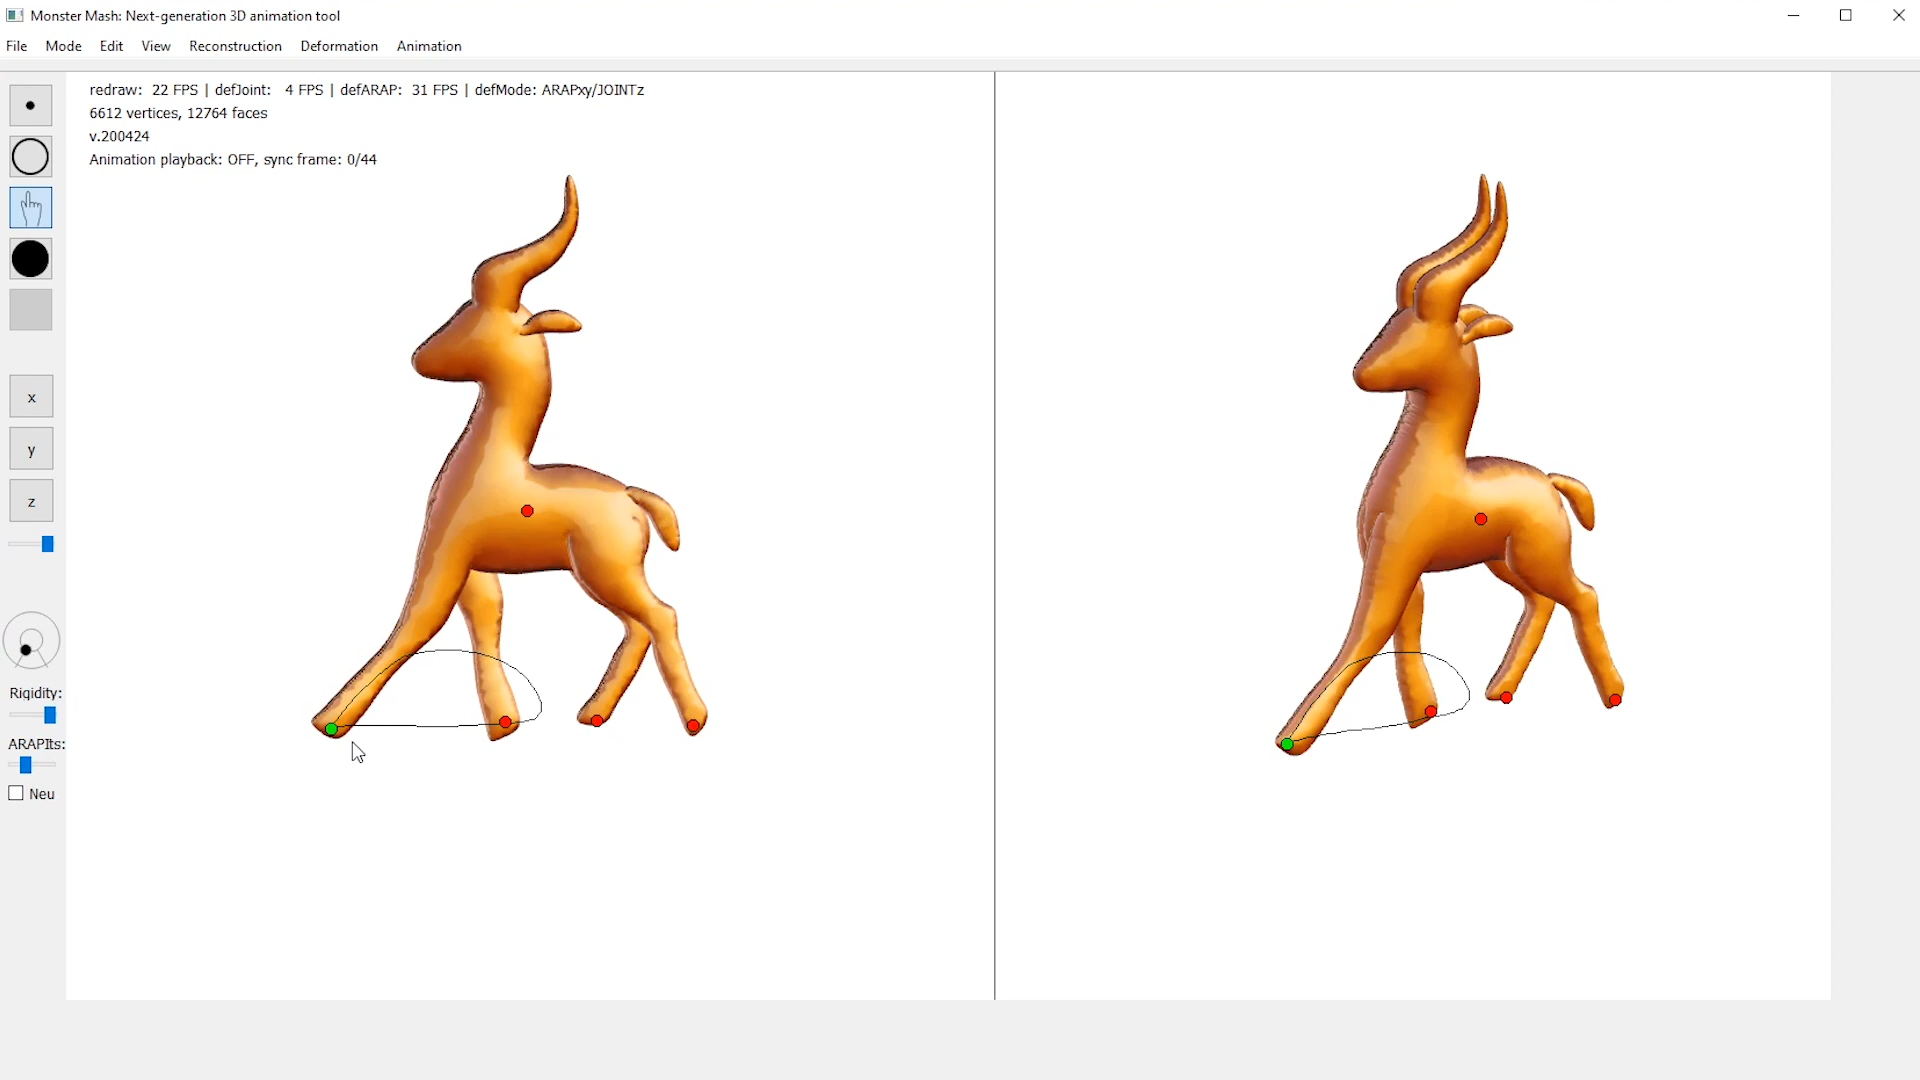 Monster Mash: Next-generation 3D animation tool
File Mode Edit View Reconstruction Deformation Animation
redraw: 22 FPS | defJoint: 4 FPS | defARAP: 31 FPS | defMode: ARAPxy/JOINTz
6612 vertices, 12764 faces
v.200424
Animation playback: OFF, sync frame: 0/44
x
y
z
Rigidity:
ARAPIts:
Neu